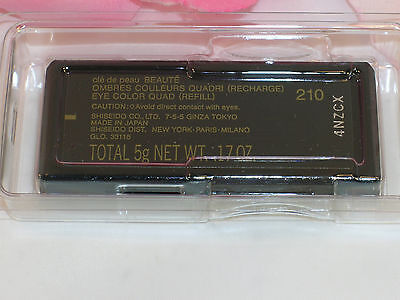 clé de peau BEAUTÉ
OMBRES COULEURS QUADRI (RECHARGE)
EYE COLOR QUAD (REFILL) 210
CAUTION: Avoid direct contact with eyes.
SHISEIDO CO., LTD. 7-5-5 GINZA TOKYO
MADE IN JAPAN
SHISEIDO DIST. NEW YORK-PARIS-MILANO
GLO. 33115
TOTAL 5g NET WT. .17 OZ.
4NZCX